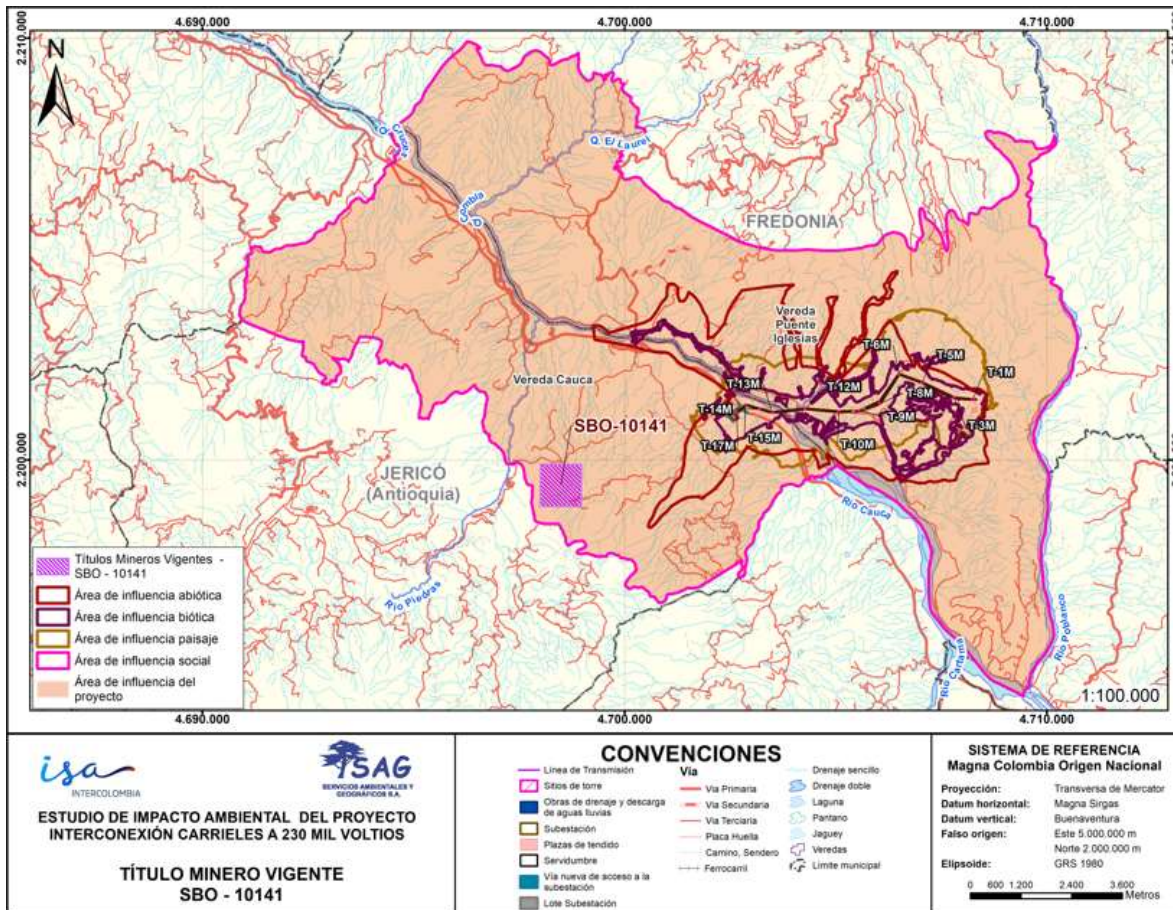 4.690.000
4.700.000
4.710.000
2.210.000
2.210.000
N
Cruces
Q.
Q. El Laurel
Combia
Q.
FREDONIA
Vereda
Puente
Iglesias
T-6M
T-5M
T-1M
T-13M
T-12M
T-8M
Vereda Cauca
T-14M
T-9M
T-3M
SBO-10141
T-17M
T-15M
T-10M
2.200.000
JERICÓ
(Antioquia)
Río Cauca
Río Piedras
Río Poblanco
Río Cartama
Títulos Mineros Vigentes -
SBO - 10141
Área de influencia abiótica
Área de influencia biótica
Área de influencia paisaje
Área de influencia social
Área de influencia del
proyecto
1:100.000
4.690.000
4.700.000
4.710.000
isa
INTERCOLOMBIA
ISAG
SERVICIOS AMBIENTALES Y
GEOGRÁFICOS S.A.
ESTUDIO DE IMPACTO AMBIENTAL DEL PROYECTO
INTERCONEXIÓN CARRIELES A 230 MIL VOLTIOS
TÍTULO MINERO VIGENTE
SBO - 10141
CONVENCIONES
Línea de Transmisión
Sitios de torre
Obras de drenaje y descarga
de aguas lluvias
Subestación
Plazas de tendido
Servidumbre
Vía nueva de acceso a la
subestación
Lote Subestación
Vía
Vía Primaria
Vía Secundaria
Vía Terciaria
Placa Huella
Camino, Sendero
Ferrocarril
Drenaje sencillo
Drenaje doble
Laguna
Pantano
Jaguey
Veredas
Límite municipal
SISTEMA DE REFERENCIA
Magna Colombia Origen Nacional
Proyección: Transversa de Mercator
Datum horizontal: Magna Sirgas
Datum vertical: Buenaventura
Falso origen: Este 5.000.000 m
Norte 2.000.000 m
Elipsoide: GRS 1980
0 600 1.200 2.400 3.600
Metros